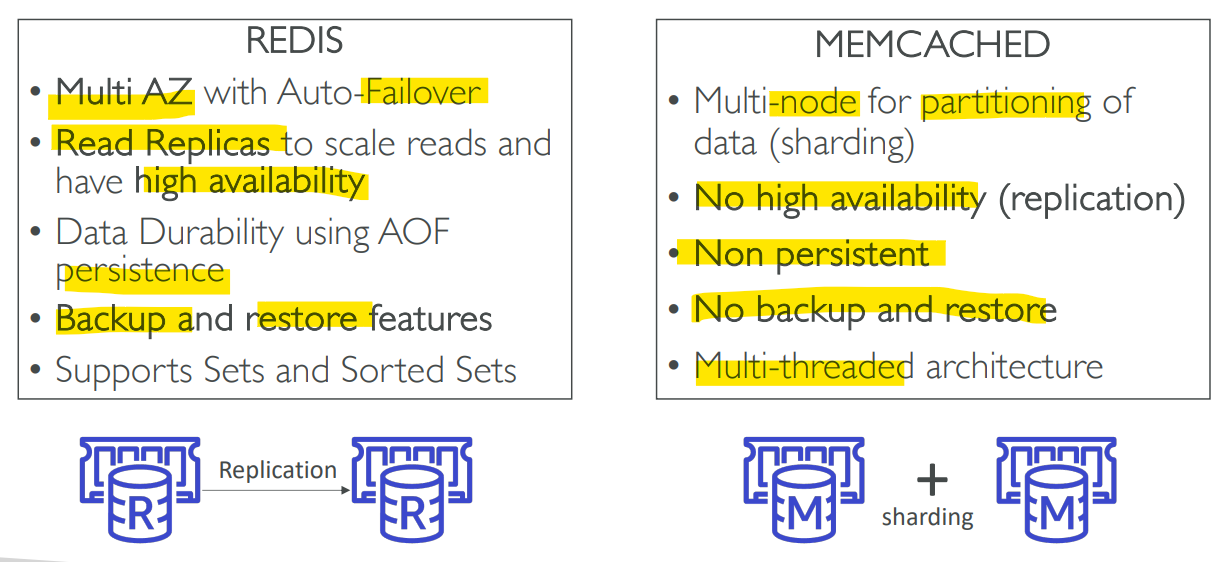 REDIS
• Multi AZ with Auto-Failover
• Read Replicas to scale reads and
have high availability
• Data Durability using AOF
persistence
• Backup and restore features
• Supports Sets and Sorted Sets
R
Replication
R
MEMCACHED
• Multi-node for partitioning of
data (sharding)
• No high availability (replication)
• Non persistent
• No backup and restore
• Multi-threaded architecture
M
+
sharding
M